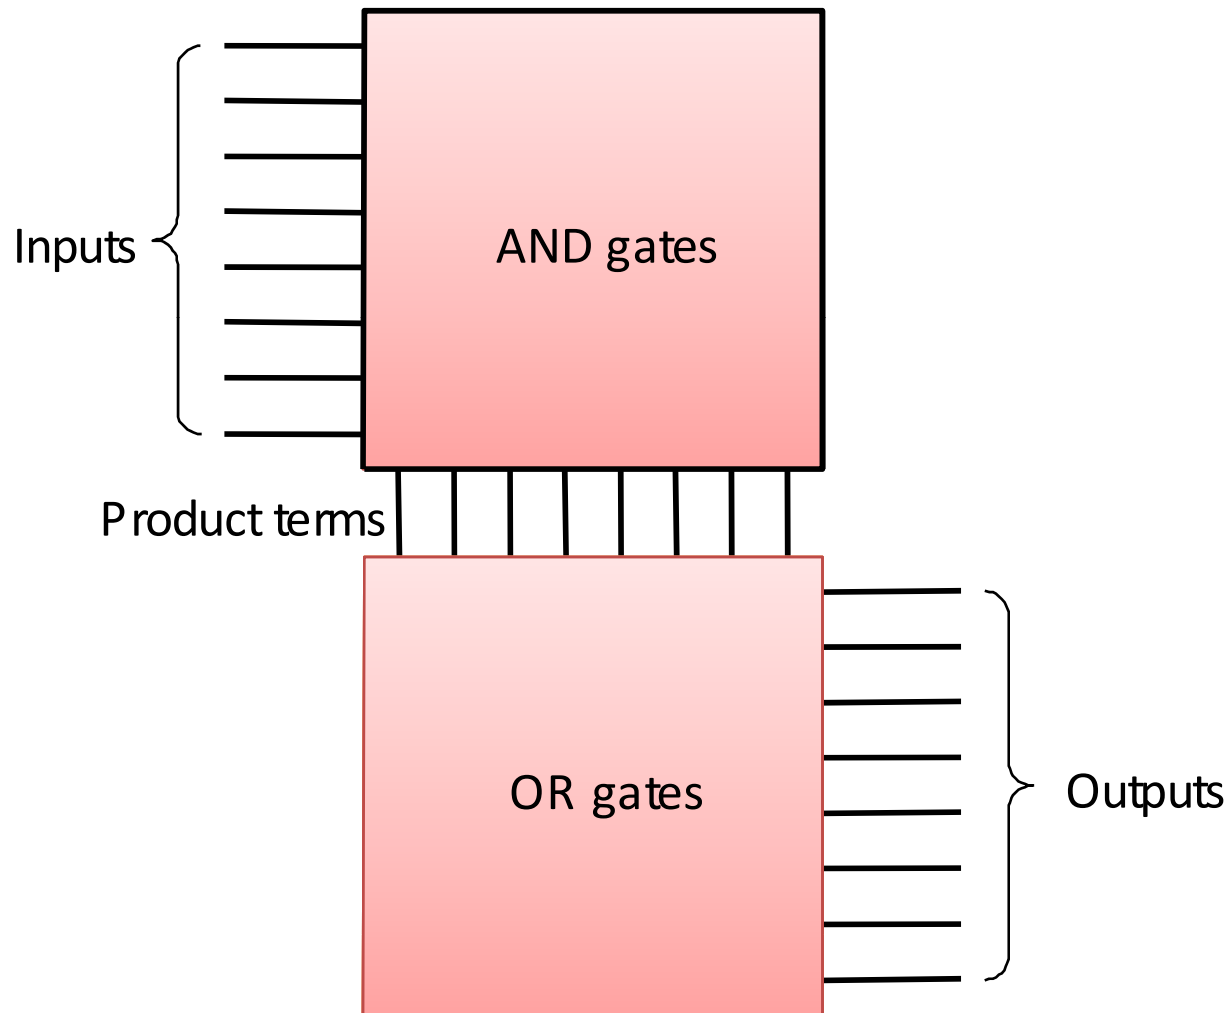 Inputs
AND gates
Product terms
OR gates
Outputs